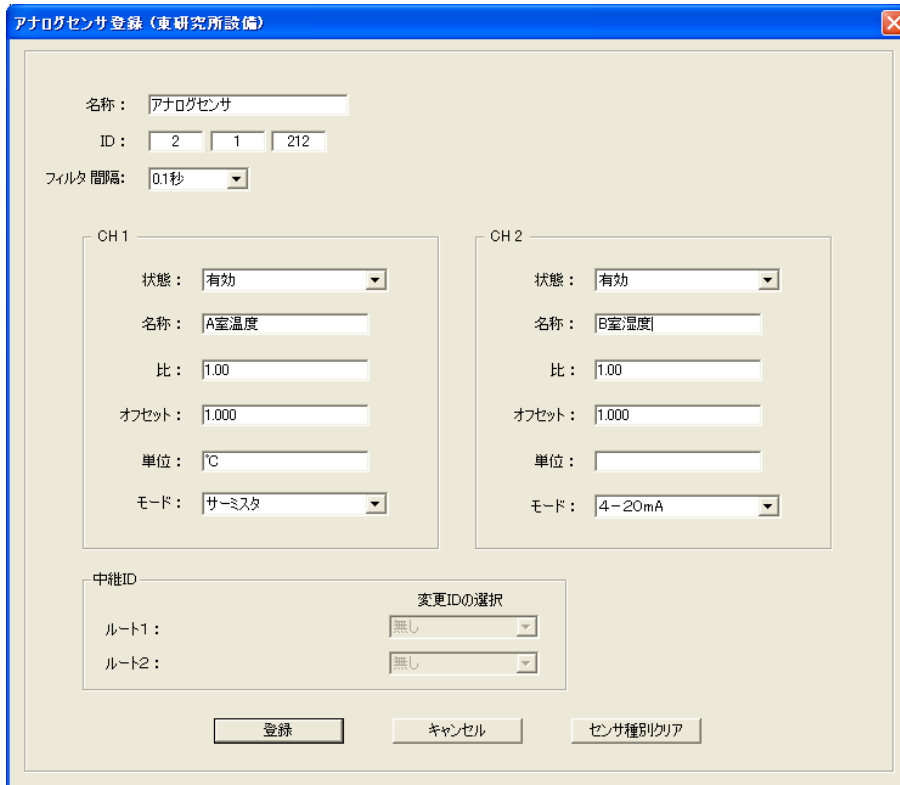 アナログセンサ登録 (東研究所設備)
名称： アナログセンサ
ID： 2 1 212
フィルタ間隔： 0.1秒
CH 1
状態： 有効
名称： A室温度
比： 1.00
オフセット： 1.000
単位： ℃
モード： サーミスタ
CH 2
状態： 有効
名称： B室湿度
比： 1.00
オフセット： 1.000
単位：
モード： 4－20mA
中継ID
変更IDの選択
ルート1： 無し
ルート2： 無し
登録 キャンセル センサ種別クリア